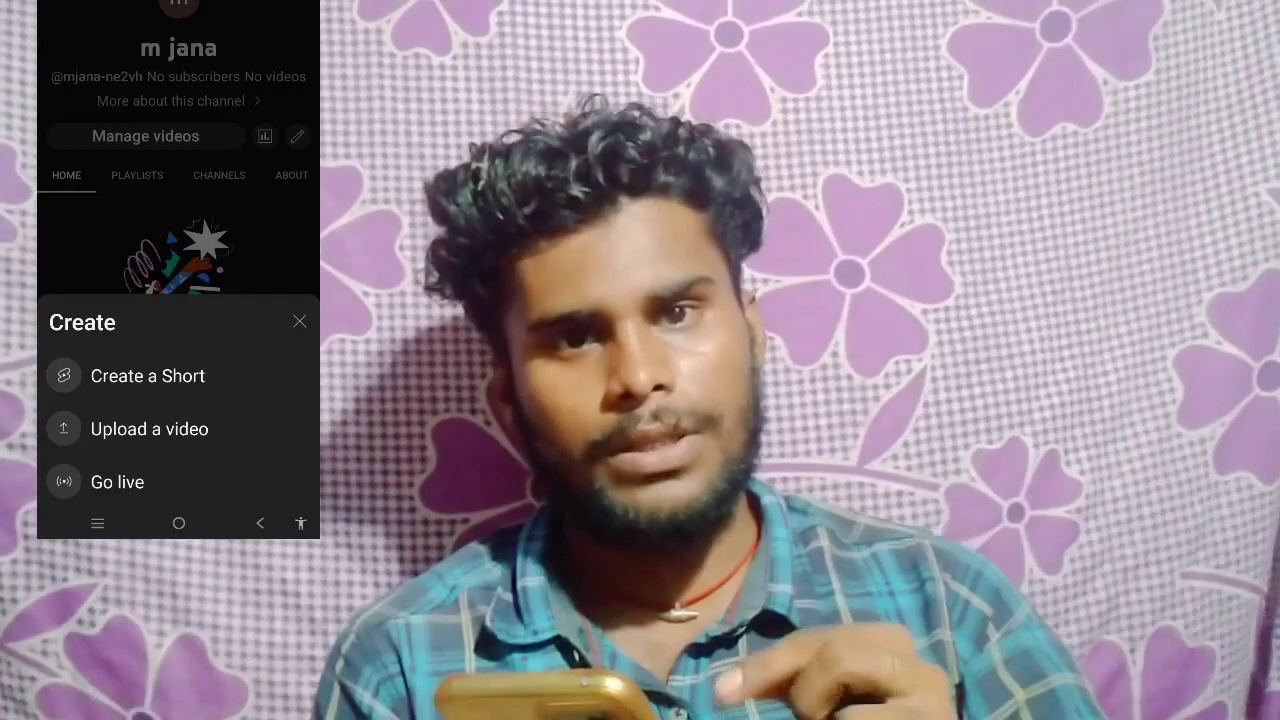 m jana
@mjana-ne2vh No subscribers No videos
More about this channel
Manage videos
HOME PLAYLISTS CHANNELS ABOUT
Create
Create a Short
Upload a video
Go live